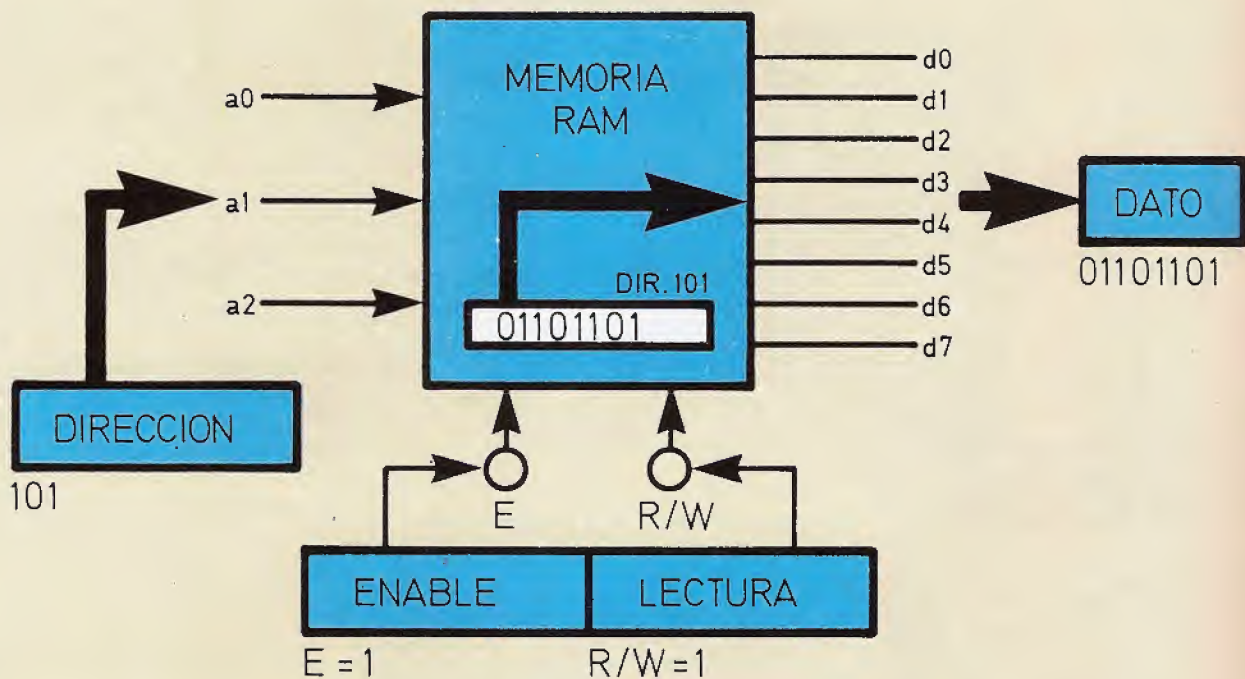 MEMORIA
RAM
a0
a1
a2
d0
d1
d2
d3
d4
d5
d6
d7
DATO
01101101
DIR.101
01101101
DIRECCION
101
E
R/W
ENABLE
LECTURA
E = 1
R/W = 1